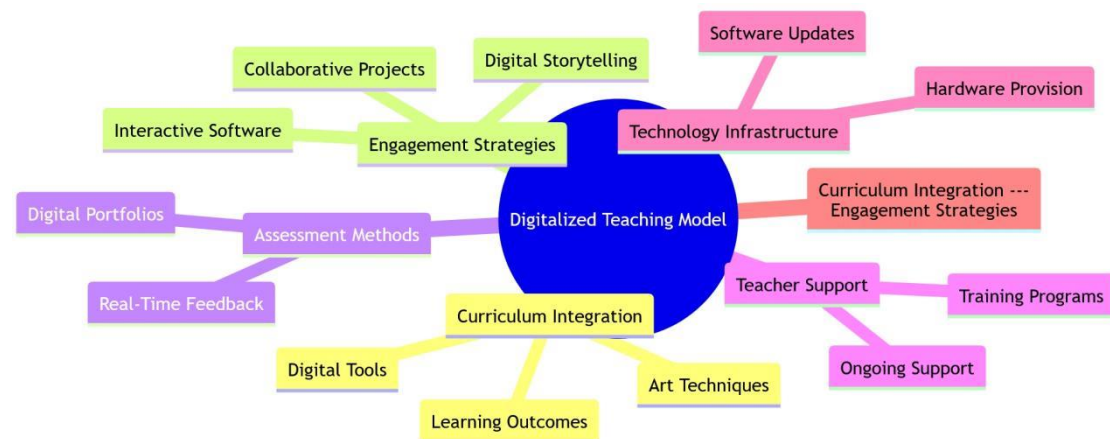 Software Updates
Digital Storytelling
Collaborative Projects
Hardware Provision
Interactive Software
Engagement Strategies
Technology Infrastructure
Curriculum Integration ---
Engagement Strategies
Digital Portfolios
Assessment Methods
Digitalized Teaching Model
Teacher Support
Training Programs
Real-Time Feedback
Curriculum Integration
Digital Tools
Art Techniques
Ongoing Support
Learning Outcomes